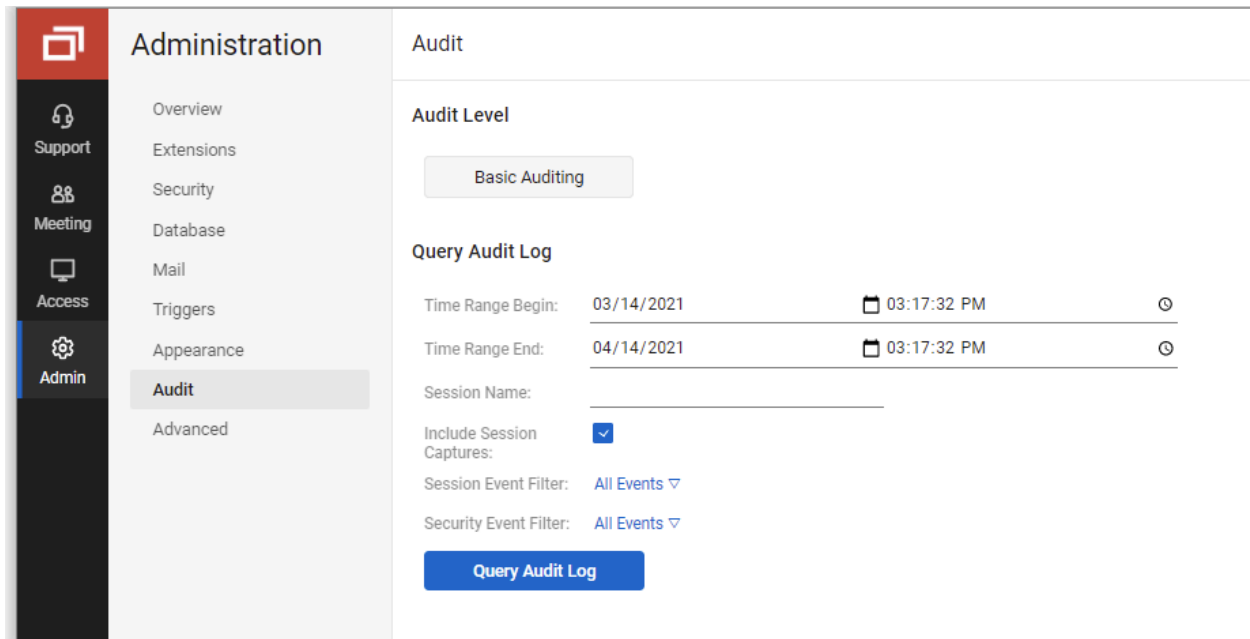 Administration
Audit
Support
Meeting
Access
Admin
Overview
Extensions
Security
Database
Mail
Triggers
Appearance
Audit
Advanced
Audit Level
Basic Auditing
Query Audit Log
Time Range Begin: 03/14/2021 03:17:32 PM
Time Range End: 04/14/2021 03:17:32 PM
Session Name:
Include Session
Captures:
Session Event Filter: All Events
Security Event Filter: All Events
Query Audit Log